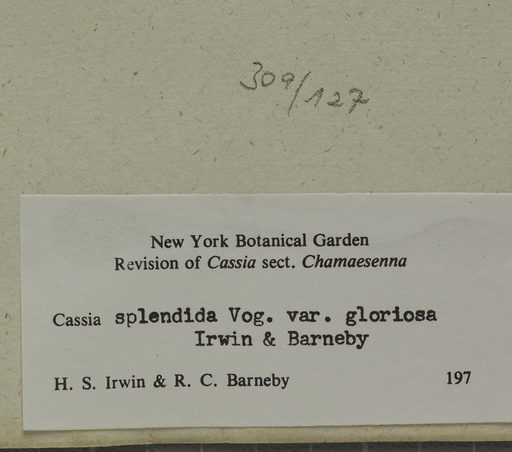 309/127
New York Botanical Garden
Revision of Cassia sect. Chamaesenna
Cassia splendida Vog. var. gloriosa
Irwin & Barneby
H. S. Irwin & R. C. Barneby 197